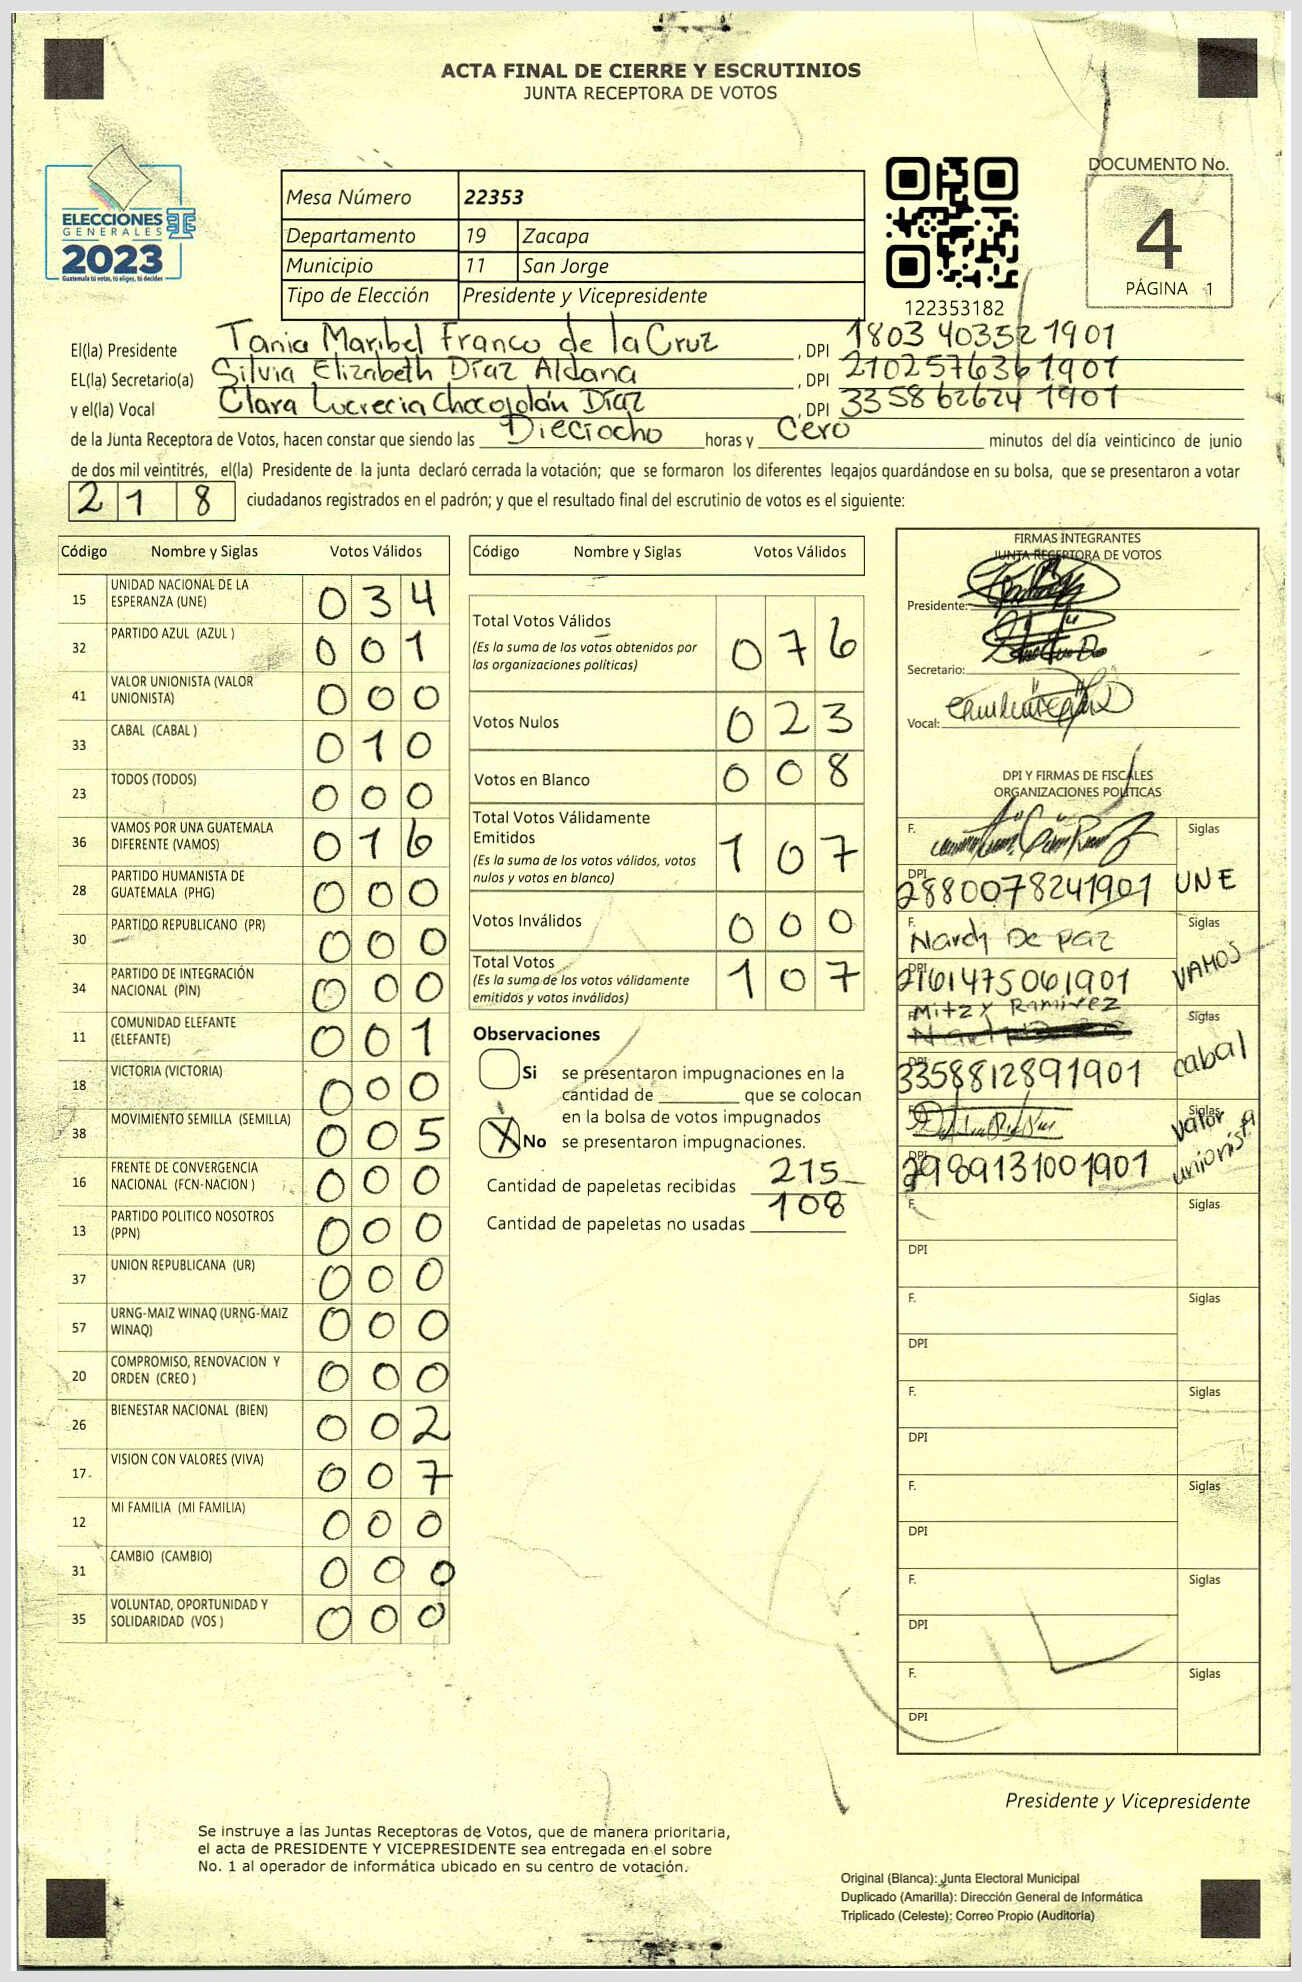 ACTA FINAL DE CIERRE Y ESCRUTINIOS
JUNTA RECEPTORA DE VOTOS
ELECCIONES
GENERALES
2023
Guatemala tú votas, tú eliges, tú decides
Mesa Número 22353
Departamento 19 Zacapa
Municipio 11 San Jorge
Tipo de Elección Presidente y Vicepresidente
122353182
DOCUMENTO No.
4
PÁGINA 1
El(la) Presidente Tania Maribel Franco de la Cruz , DPI 1803 40352 1901
EL(la) Secretario(a) Silvia Elizabeth Díaz Aldana , DPI 2102576361901
y el(la) Vocal Clara Lucrecia Chocojolán Díaz , DPI 3358 62624 1901
de la Junta Receptora de Votos, hacen constar que siendo las Dieciocho horas y Cero minutos del día veinticinco de junio
de dos mil veintitrés, el(la) Presidente de la junta declaró cerrada la votación; que se formaron los diferentes legajos guardándose en su bolsa, que se presentaron a votar
2 1 8 ciudadanos registrados en el padrón; y que el resultado final del escrutinio de votos es el siguiente:
Código Nombre y Siglas Votos Válidos
15 UNIDAD NACIONAL DE LA ESPERANZA (UNE) 0 3 4
32 PARTIDO AZUL (AZUL ) 0 0 1
41 VALOR UNIONISTA (VALOR UNIONISTA) 0 0 0
33 CABAL (CABAL ) 0 1 0
23 TODOS (TODOS) 0 0 0
36 VAMOS POR UNA GUATEMALA DIFERENTE (VAMOS) 0 1 6
28 PARTIDO HUMANISTA DE GUATEMALA (PHG) 0 0 0
30 PARTIDO REPUBLICANO (PR) 0 0 0
34 PARTIDO DE INTEGRACIÓN NACIONAL (PIN) 0 0 0
11 COMUNIDAD ELEFANTE (ELEFANTE) 0 0 1
18 VICTORIA (VICTORIA) 0 0 0
38 MOVIMIENTO SEMILLA (SEMILLA) 0 0 5
16 FRENTE DE CONVERGENCIA NACIONAL (FCN-NACION ) 0 0 0
13 PARTIDO POLITICO NOSOTROS (PPN) 0 0 0
37 UNION REPUBLICANA (UR) 0 0 0
57 URNG-MAIZ WINAQ (URNG-MAIZ WINAQ) 0 0 0
20 COMPROMISO, RENOVACION Y ORDEN (CREO ) 0 0 0
26 BIENESTAR NACIONAL (BIEN) 0 0 2
17 VISION CON VALORES (VIVA) 0 0 7
12 MI FAMILIA (MI FAMILIA) 0 0 0
31 CAMBIO (CAMBIO) 0 0 0
35 VOLUNTAD, OPORTUNIDAD Y SOLIDARIDAD (VOS ) 0 0 0
Código Nombre y Siglas Votos Válidos
Total Votos Válidos 0 7 6
(Es la suma de los votos obtenidos por
las organizaciones políticas)
Votos Nulos 0 2 3
Votos en Blanco 0 0 8
Total Votos Válidamente
Emitidos 1 0 7
(Es la suma de los votos válidos, votos
nulos y votos en blanco)
Votos Inválidos 0 0 0
Total Votos 1 0 7
(Es la suma de los votos válidamente
emitidos y votos inválidos)
Observaciones
Si se presentaron impugnaciones en la
cantidad de ________ que se colocan
en la bolsa de votos impugnados
X No se presentaron impugnaciones.
Cantidad de papeletas recibidas 215
Cantidad de papeletas no usadas 108
FIRMAS INTEGRANTES
JUNTA RECEPTORA DE VOTOS
Presidente:
Secretario:
Vocal:
DPI Y FIRMAS DE FISCALES
ORGANIZACIONES POLÍTICAS
F. Siglas
DPI 2880078241901 UNE
F. Nardy De Paz Siglas
DPI 2161475061901 VAMOS
F. Mitzy Ramirez Siglas
DPI 3358812891901 cabal
F. Siglas
DPI 2989131001901 valor unionista
F. Siglas
DPI
F. Siglas
DPI
F. Siglas
DPI
F. Siglas
DPI
F. Siglas
DPI
F. Siglas
DPI
Presidente y Vicepresidente
Se instruye a las Juntas Receptoras de Votos, que de manera prioritaria,
el acta de PRESIDENTE Y VICEPRESIDENTE sea entregada en el sobre
No. 1 al operador de informática ubicado en su centro de votación.
Original (Blanca): Junta Electoral Municipal
Duplicado (Amarilla): Dirección General de Informática
Triplicado (Celeste): Correo Propio (Auditoría)